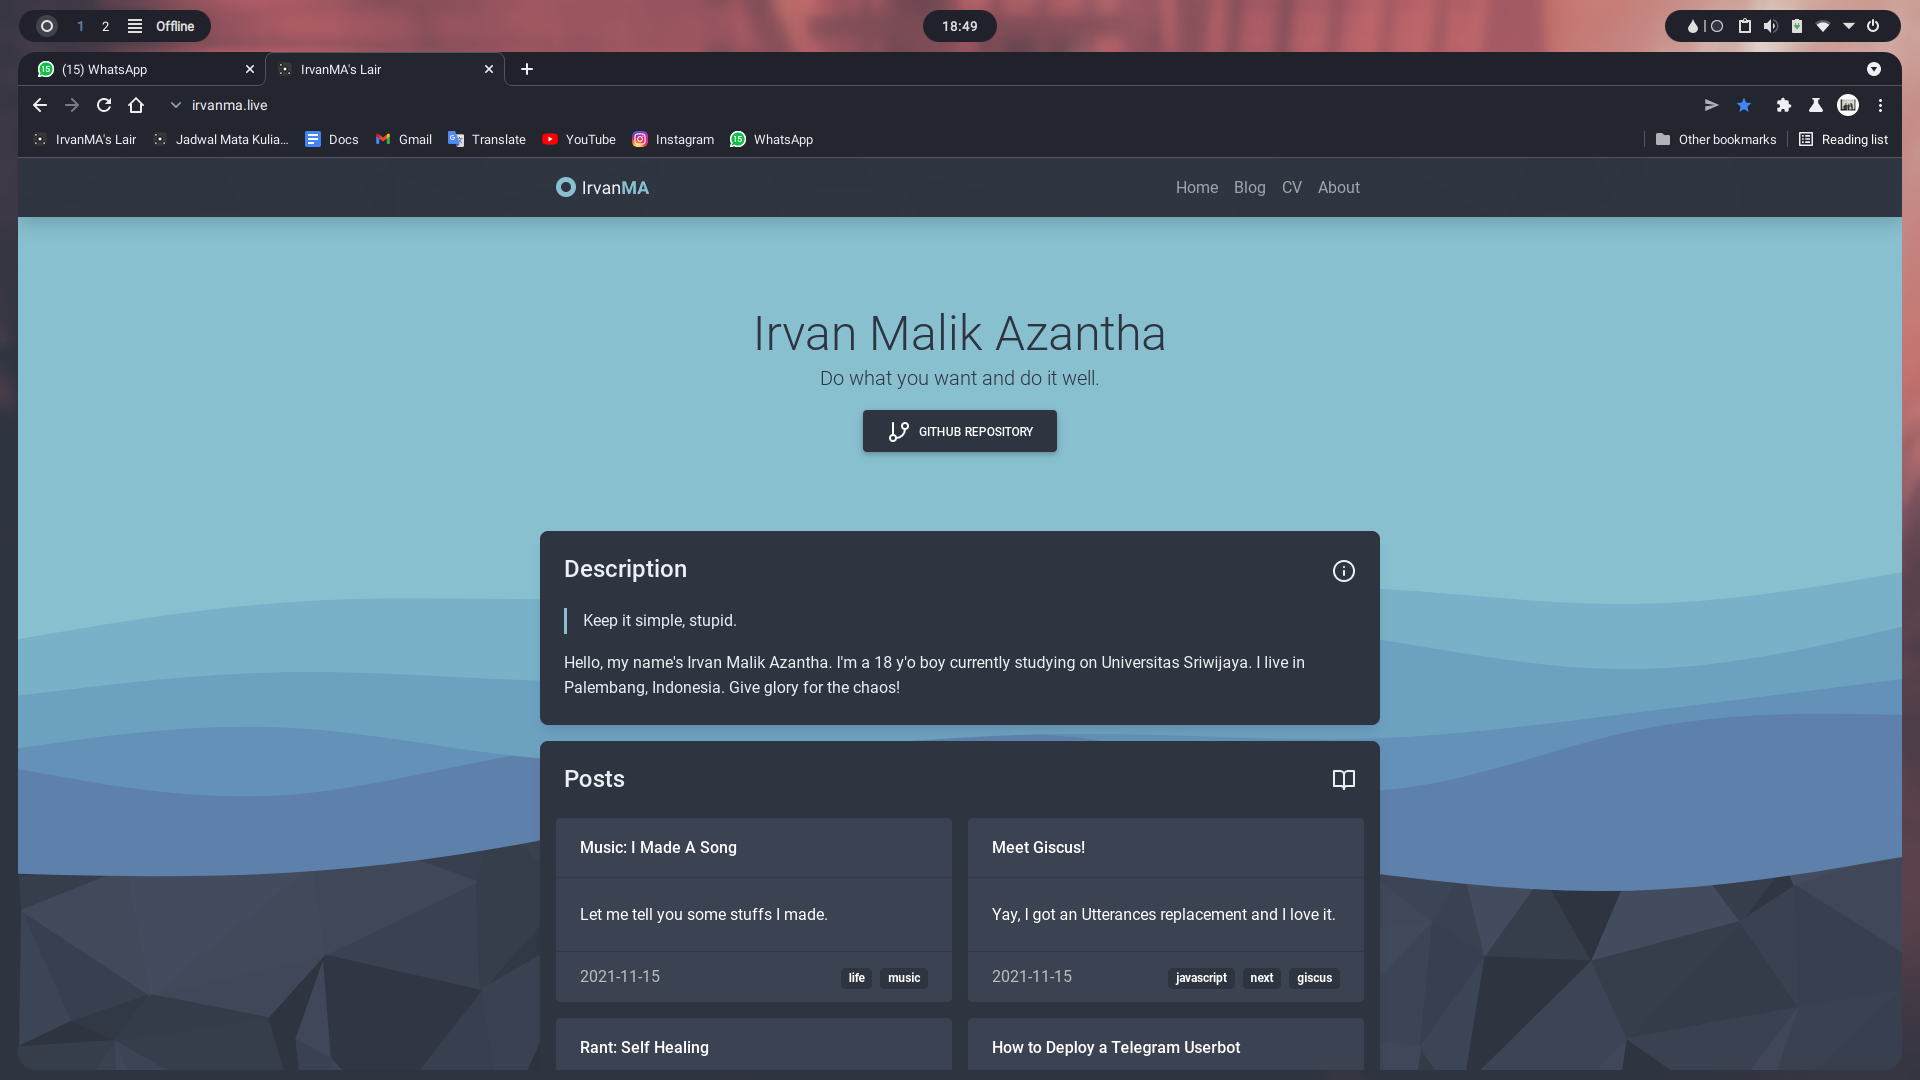 1 2 Offline
18:49
(15) WhatsApp
IrvanMA's Lair
irvanma.live
IrvanMA's Lair
Jadwal Mata Kulia...
Docs
Gmail
Translate
YouTube
Instagram
WhatsApp
Other bookmarks
Reading list
IrvanMA
Home
Blog
CV
About
Irvan Malik Azantha
Do what you want and do it well.
GITHUB REPOSITORY
Description
Keep it simple, stupid.
Hello, my name's Irvan Malik Azantha. I'm a 18 y'o boy currently studying on Universitas Sriwijaya. I live in
Palembang, Indonesia. Give glory for the chaos!
Posts
Music: I Made A Song
Let me tell you some stuffs I made.
2021-11-15
life
music
Meet Giscus!
Yay, I got an Utterances replacement and I love it.
2021-11-15
javascript
next
giscus
Rant: Self Healing
How to Deploy a Telegram Userbot